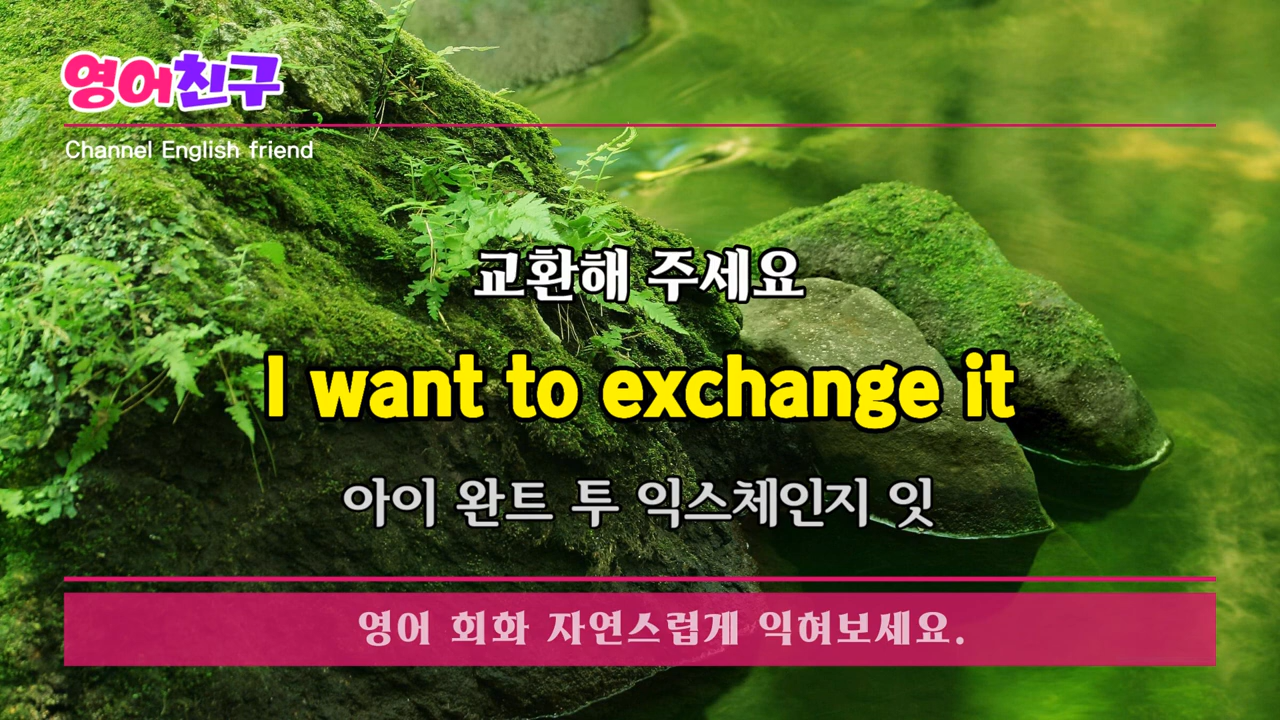 영어친구
Channel English friend
교환해 주세요
I want to exchange it
아이 완트 투 익스체인지 잇
영어 회화 자연스럽게 익혀보세요.